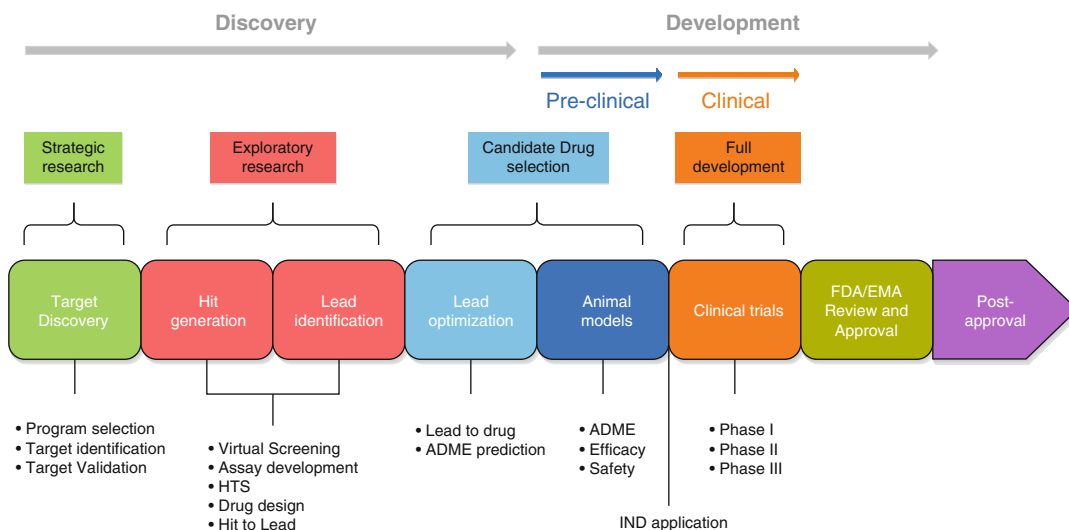 Discovery
Development
Pre-clinical
Clinical
Strategic
research
Exploratory
research
Candidate Drug
selection
Full
development
Target
Discovery
Hit
generation
Lead
identification
Lead
optimization
Animal
models
Clinical trials
FDA/EMA
Review and
Approval
Post-
approval
• Program selection
• Target identification
• Target Validation
• Virtual Screening
• Assay development
• HTS
• Drug design
• Hit to Lead
• Lead to drug
• ADME prediction
• ADME
• Efficacy
• Safety
• Phase I
• Phase II
• Phase III
IND application